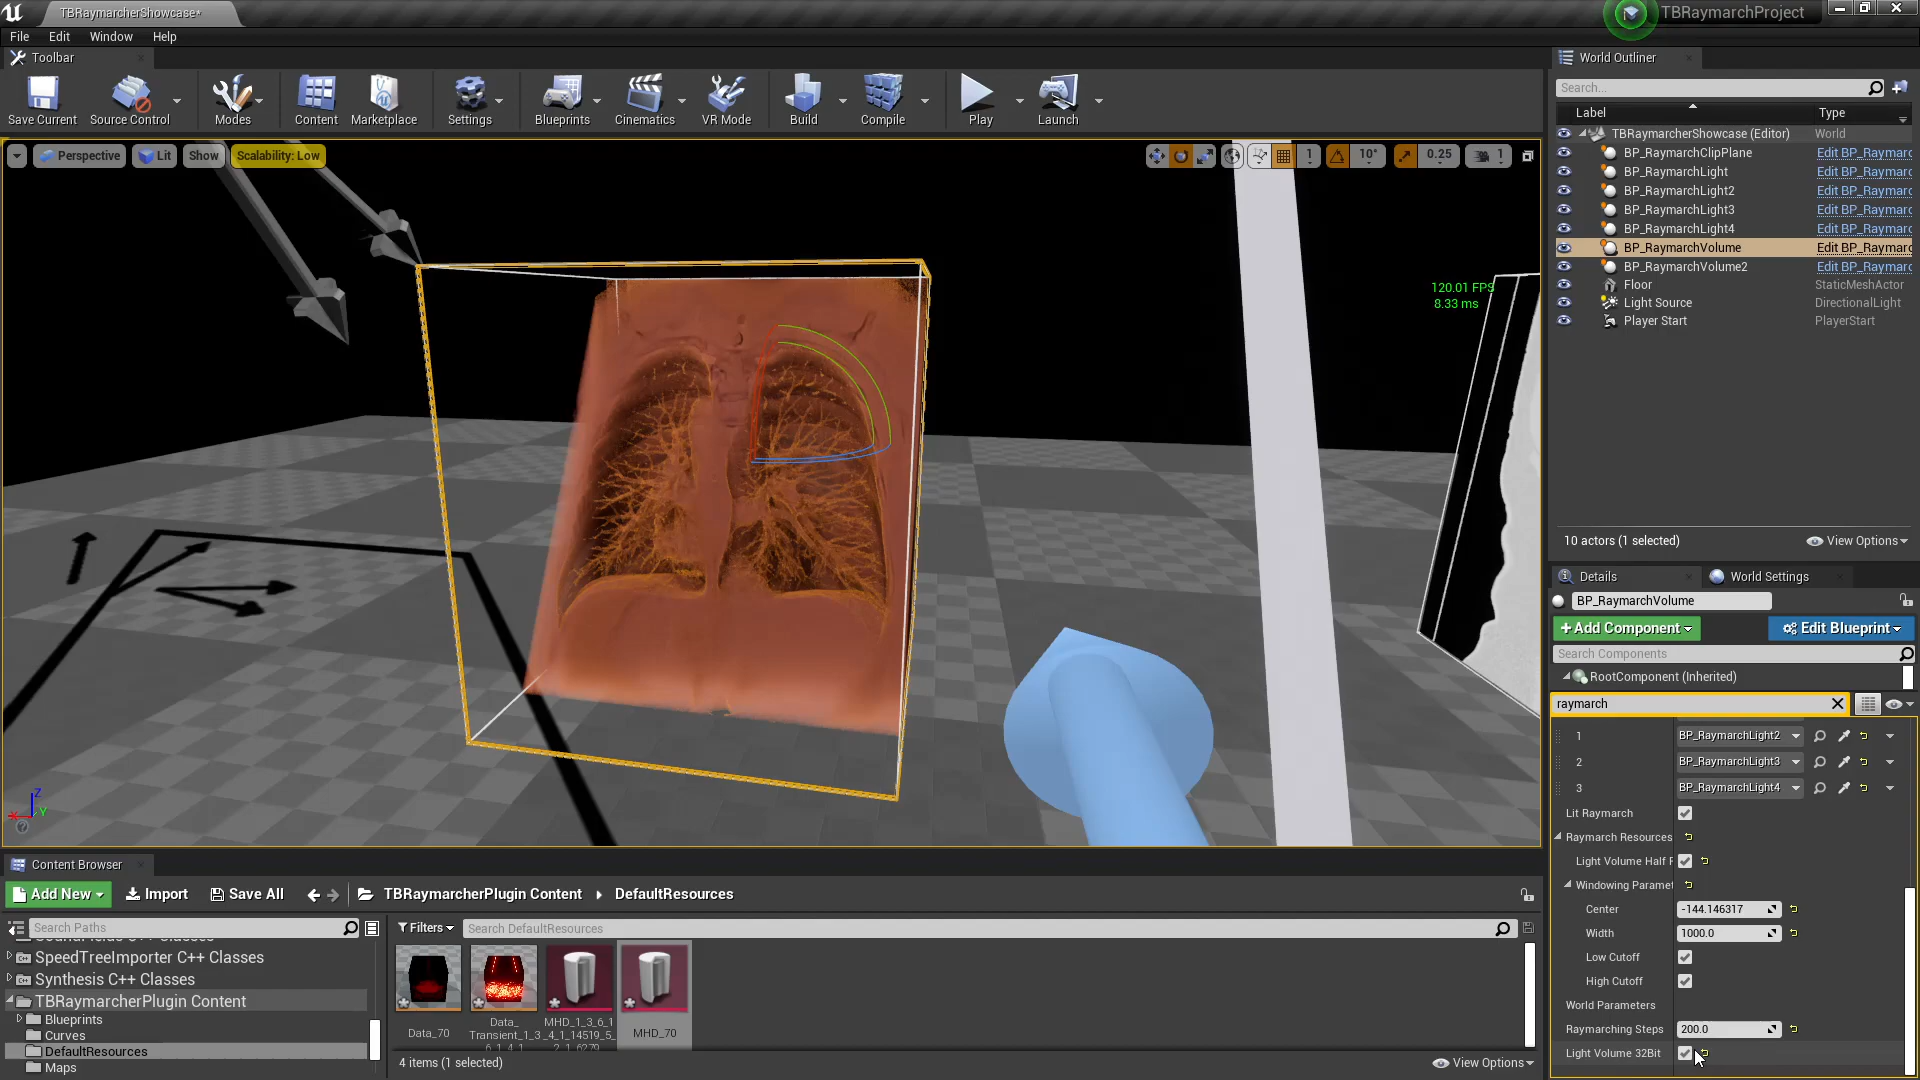 TBRaymarcherShowcase*
TBRaymarchProject
File Edit Window Help
Toolbar
Save Current
Source Control
Modes
Content
Marketplace
Settings
Blueprints
Cinematics
VR Mode
Build
Compile
Play
Launch
Perspective
Lit
Show
Scalability: Low
1
10°
0.25
1
120.01 FPS
8.33 ms
Z
X
Y
World Outliner
Search...
Label
Type
TBRaymarcherShowcase (Editor) World
BP_RaymarchClipPlane Edit BP_Raymarc
BP_RaymarchLight Edit BP_Raymarc
BP_RaymarchLight2 Edit BP_Raymarc
BP_RaymarchLight3 Edit BP_Raymarc
BP_RaymarchLight4 Edit BP_Raymarc
BP_RaymarchVolume Edit BP_Raymarc
BP_RaymarchVolume2 Edit BP_Raymarc
Floor StaticMeshActor
Light Source DirectionalLight
Player Start PlayerStart
10 actors (1 selected)
View Options
Details
World Settings
BP_RaymarchVolume
+Add Component
Edit Blueprint
Search Components
RootComponent (Inherited)
raymarch
1 BP_RaymarchLight2
2 BP_RaymarchLight3
3 BP_RaymarchLight4
Lit Raymarch
Raymarch Resources
Light Volume Half R
Windowing Paramet
Center -144.146317
Width 1000.0
Low Cutoff
High Cutoff
World Parameters
Raymarching Steps 200.0
Light Volume 32Bit
Content Browser
Add New
Import
Save All
TBRaymarcherPlugin Content
DefaultResources
Search Paths
Filters
Search DefaultResources
SpeedTreeImporter C++ Classes
Synthesis C++ Classes
TBRaymarcherPlugin Content
Blueprints
Curves
DefaultResources
Maps
Data_70
Data_
Transient_1_3_
MHD_1_3_6_1
_4_1_14519_5_
MHD_70
4 items (1 selected)
View Options